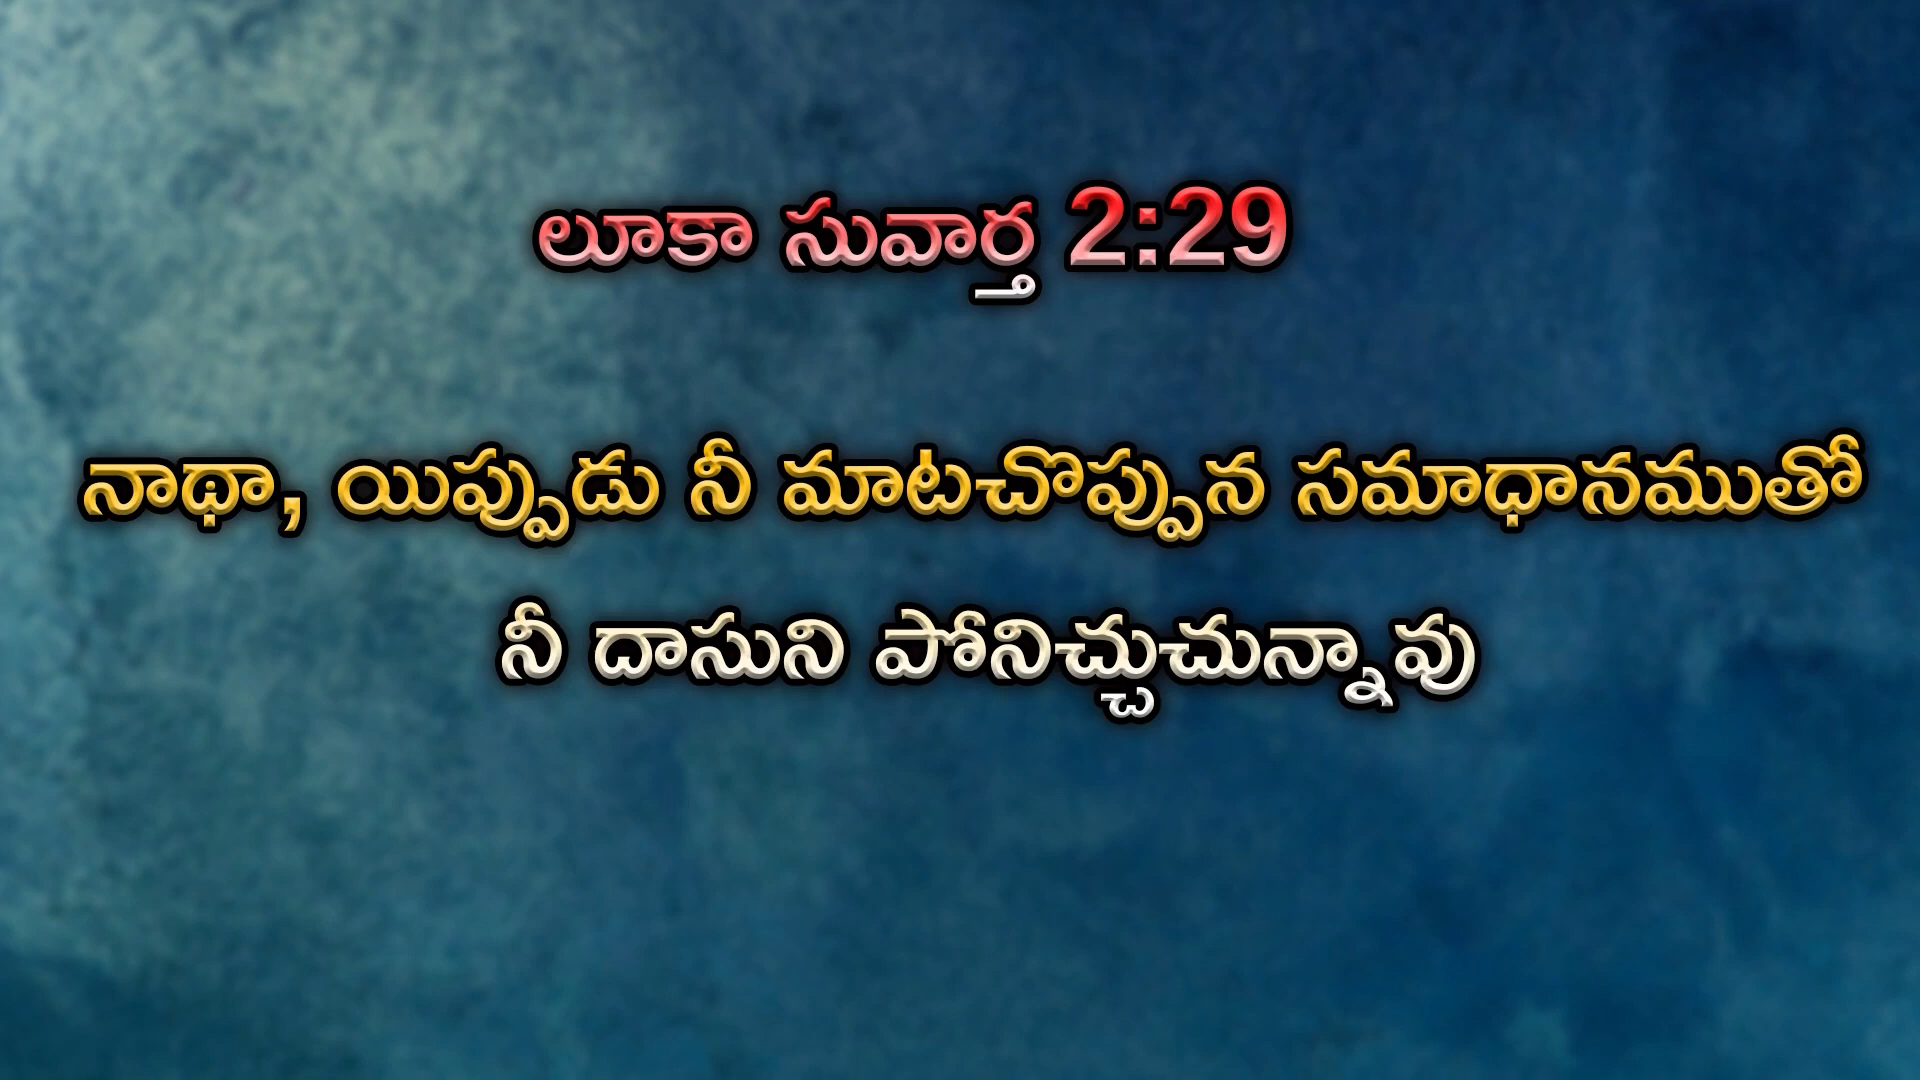 లూకా సువార్త 2:29
నాథా, యిప్పుడు నీ మాటచొప్పున సమాధానముతో
నీ దాసుని పోనిచ్చుచున్నావు